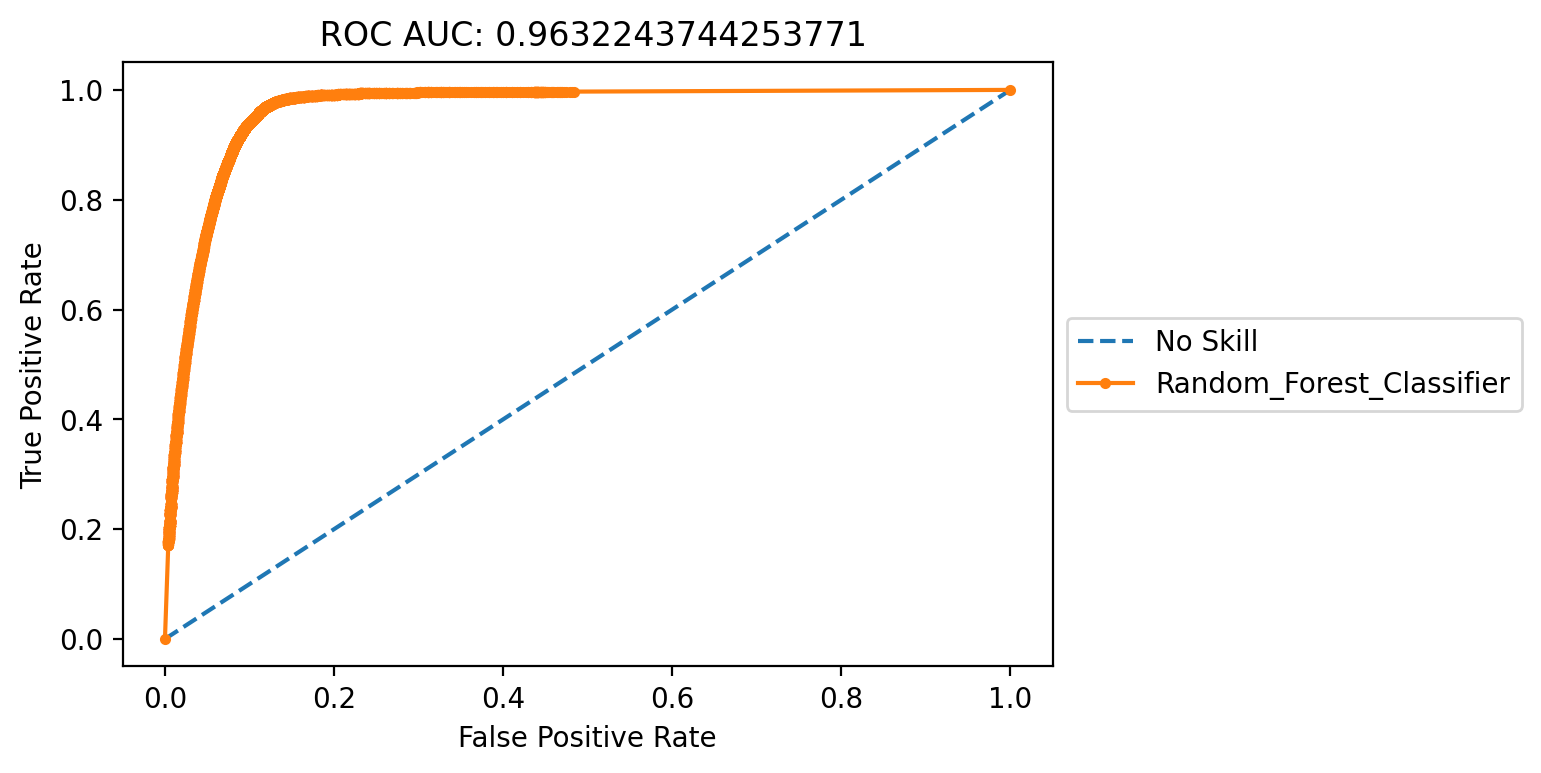 ROC AUC: 0.9632243744253771
1.0
0.8
0.6
0.4
0.2
0.0
True Positive Rate
0.0 0.2 0.4 0.6 0.8 1.0
False Positive Rate
No Skill
Random_Forest_Classifier